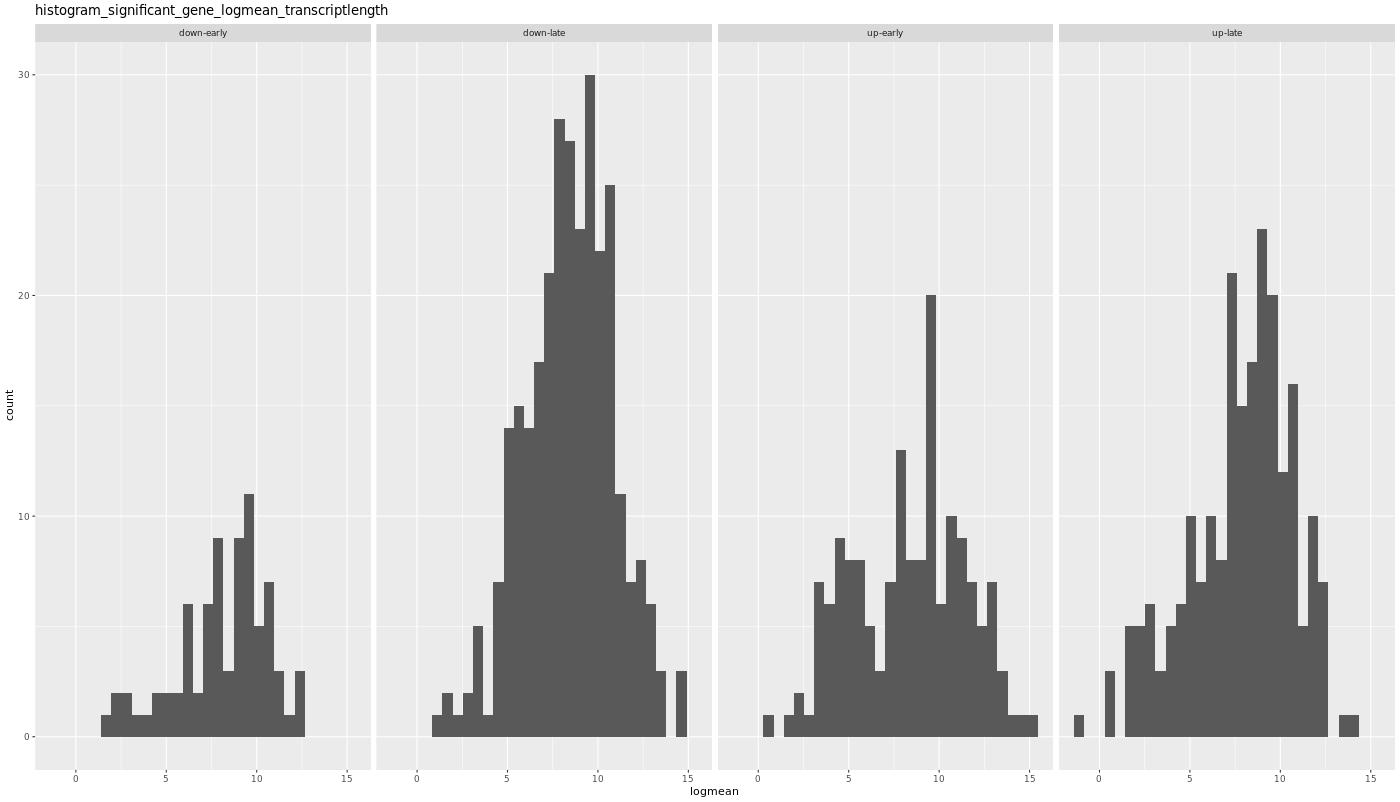 histogram_significant_gene_logmean_transcriptlength
down-early
down-late
up-early
up-late
30
20
10
0
count
0 5 10 15
0 5 10 15
0 5 10 15
0 5 10 15
logmean